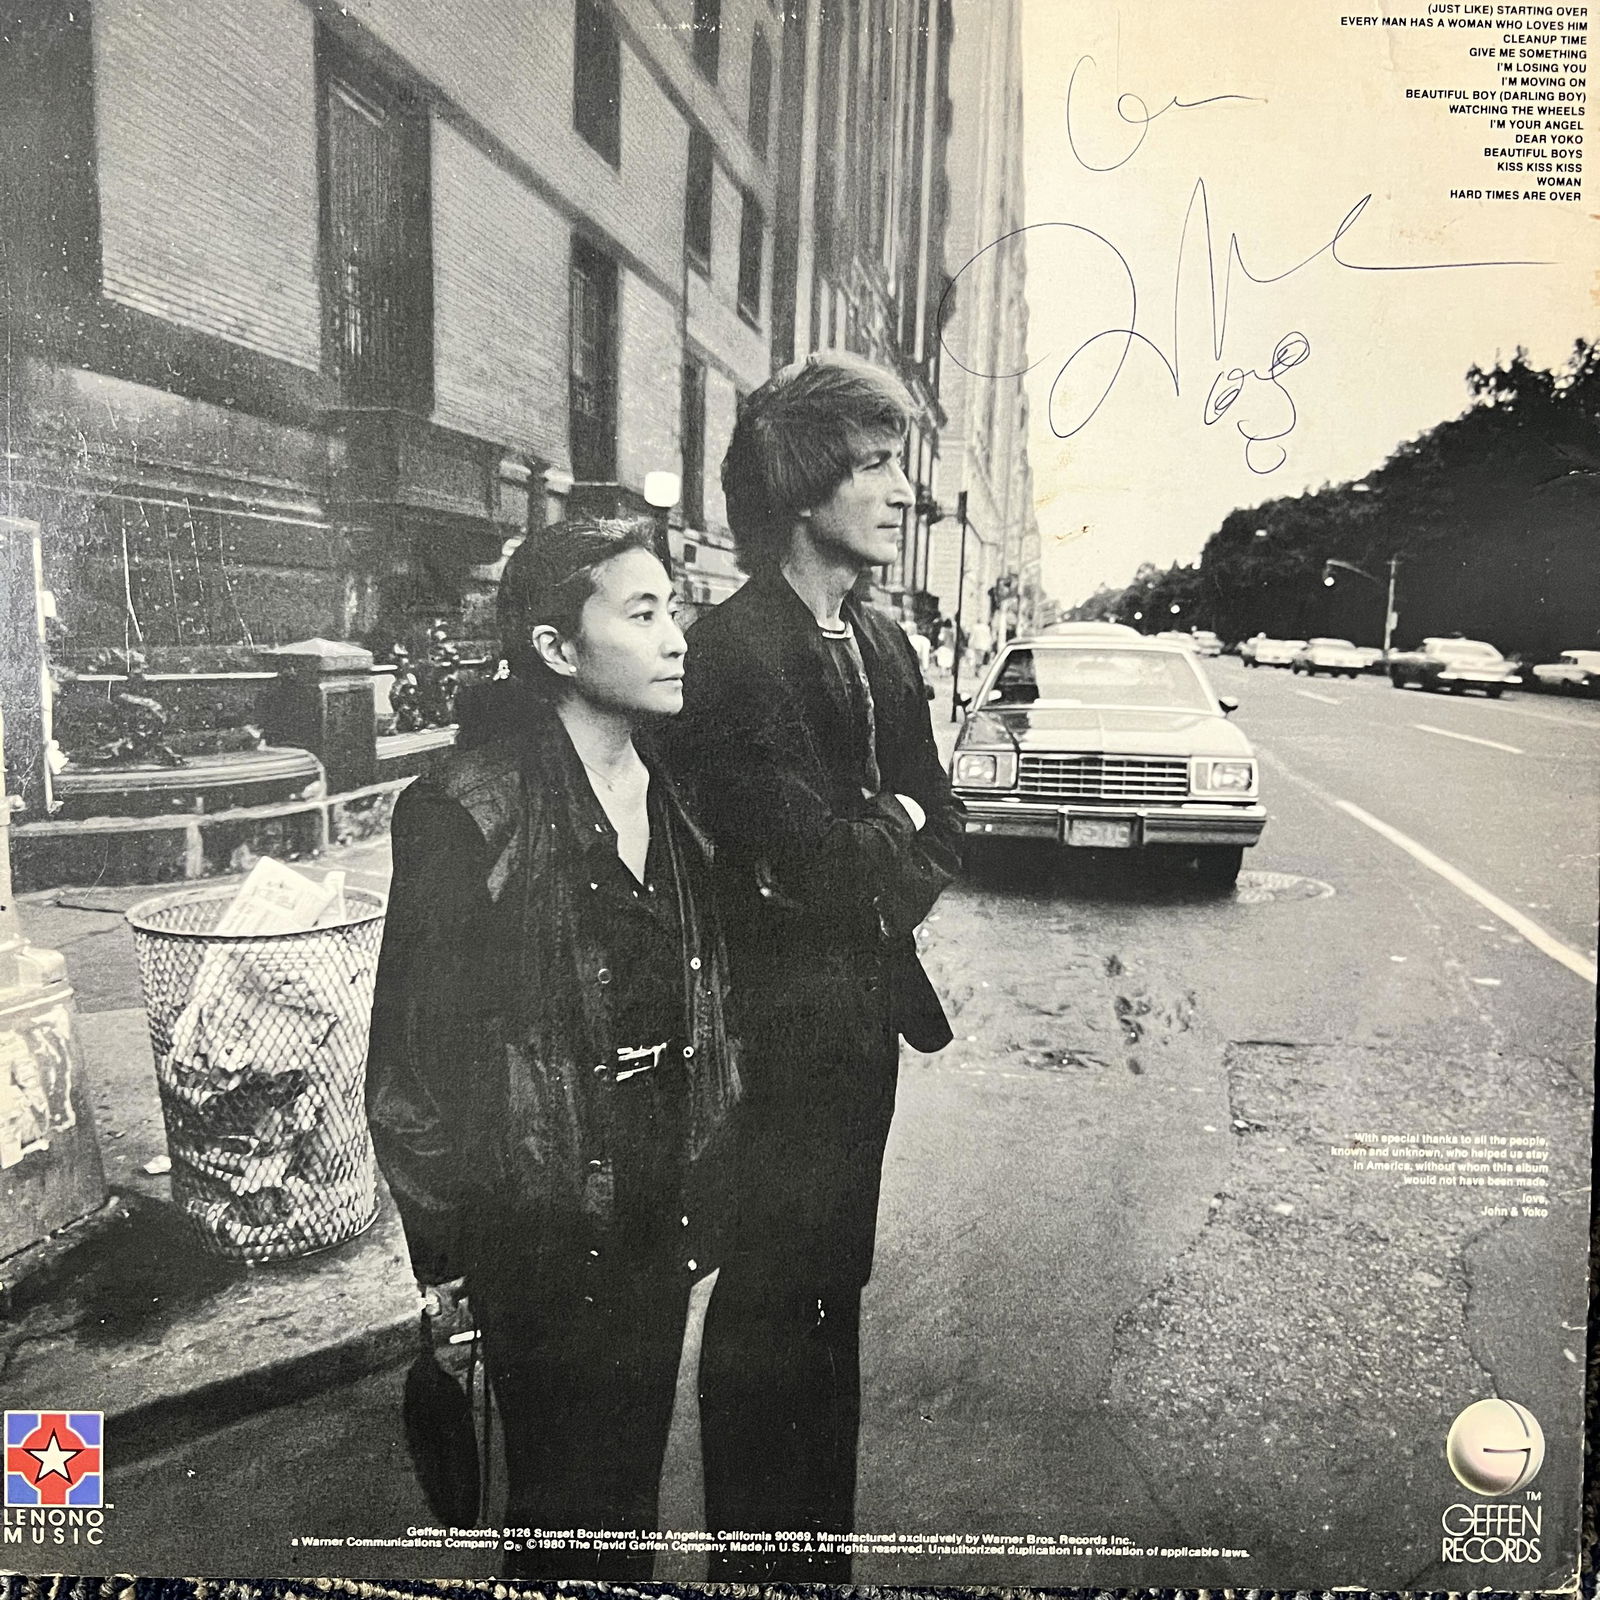 (JUST LIKE) STARTING OVER
EVERY MAN HAS A WOMAN WHO LOVES HIM
CLEANUP TIME
GIVE ME SOMETHING
I'M LOSING YOU
I'M MOVING ON
BEAUTIFUL BOY (DARLING BOY)
WATCHING THE WHEELS
I'M YOUR ANGEL
DEAR YOKO
BEAUTIFUL BOYS
KISS KISS KISS
WOMAN
HARD TIMES ARE OVER
With special thanks to all the people,
known and unknown, who helped us stay
in America, without whom this album
would not have been made.
love,
John & Yoko
LENONO
MUSIC
TM
GEFFEN
RECORDS
Geffen Records, 9126 Sunset Boulevard, Los Angeles, California 90069. Manufactured exclusively by Warner Bros. Records Inc.,
a Warner Communications Company ©1980 The David Geffen Company. Made in U.S.A. All rights reserved. Unauthorized duplication is a violation of applicable laws.